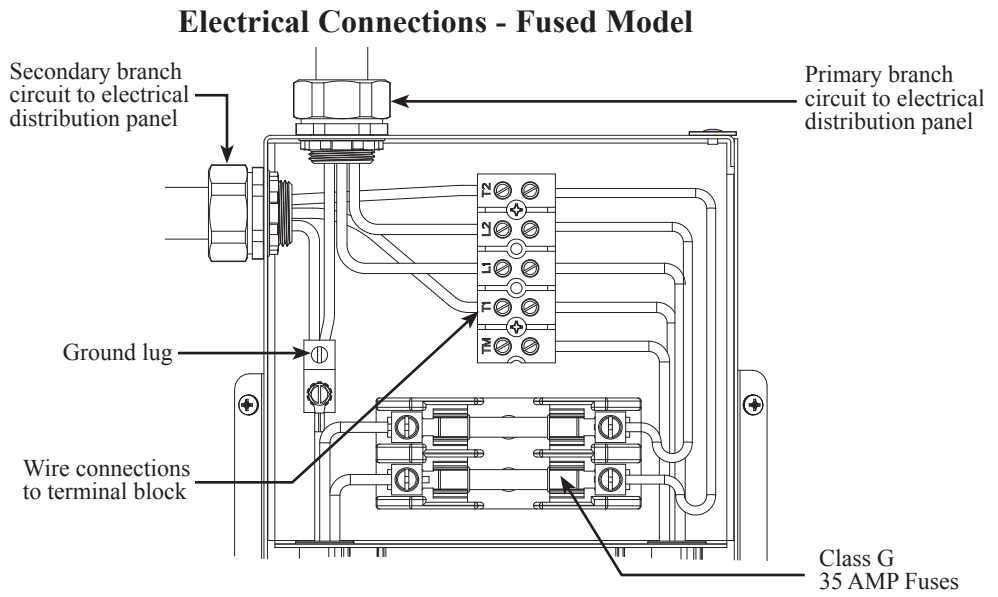 Electrical Connections - Fused Model
Secondary branch
circuit to electrical
distribution panel
Primary branch
circuit to electrical
distribution panel
T2
L2
L1
T1
TM
Ground lug
Wire connections
to terminal block
Class G
35 AMP Fuses